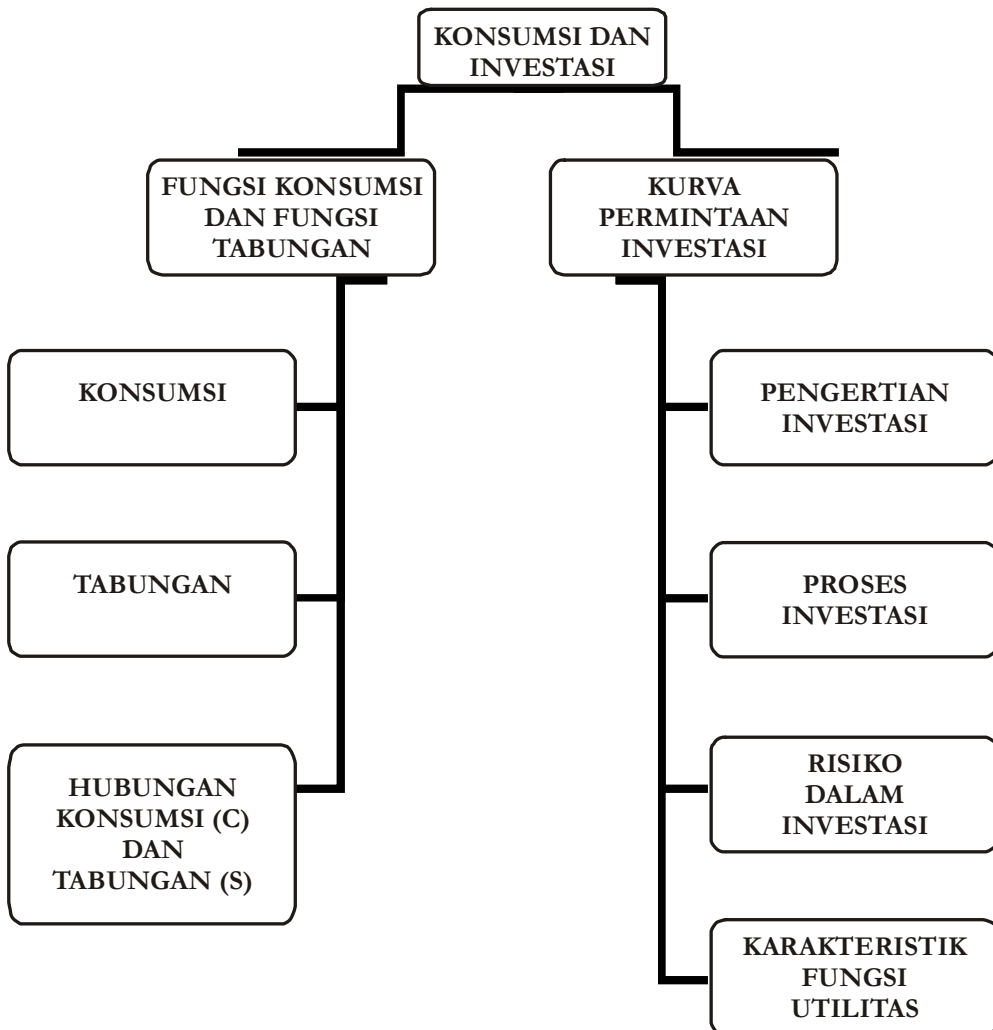 KONSUMSI DAN
INVESTASI
FUNGSI KONSUMSI
DAN FUNGSI
TABUNGAN
KURVA
PERMINTAAN
INVESTASI
KONSUMSI
TABUNGAN
HUBUNGAN
KONSUMSI (C)
DAN
TABUNGAN (S)
PENGERTIAN
INVESTASI
PROSES
INVESTASI
RISIKO
DALAM
INVESTASI
KARAKTERISTIK
FUNGSI
UTILITAS